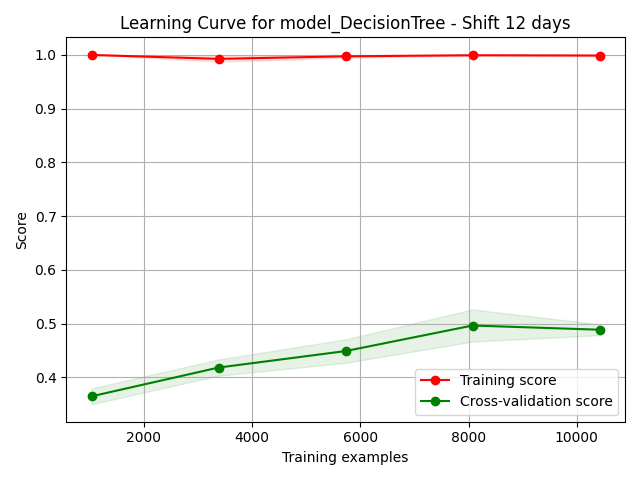 Learning Curve for model_DecisionTree - Shift 12 days
1.0
0.9
0.8
0.7
0.6
0.5
0.4
Score
2000
4000
6000
8000
10000
Training examples
Training score
Cross-validation score